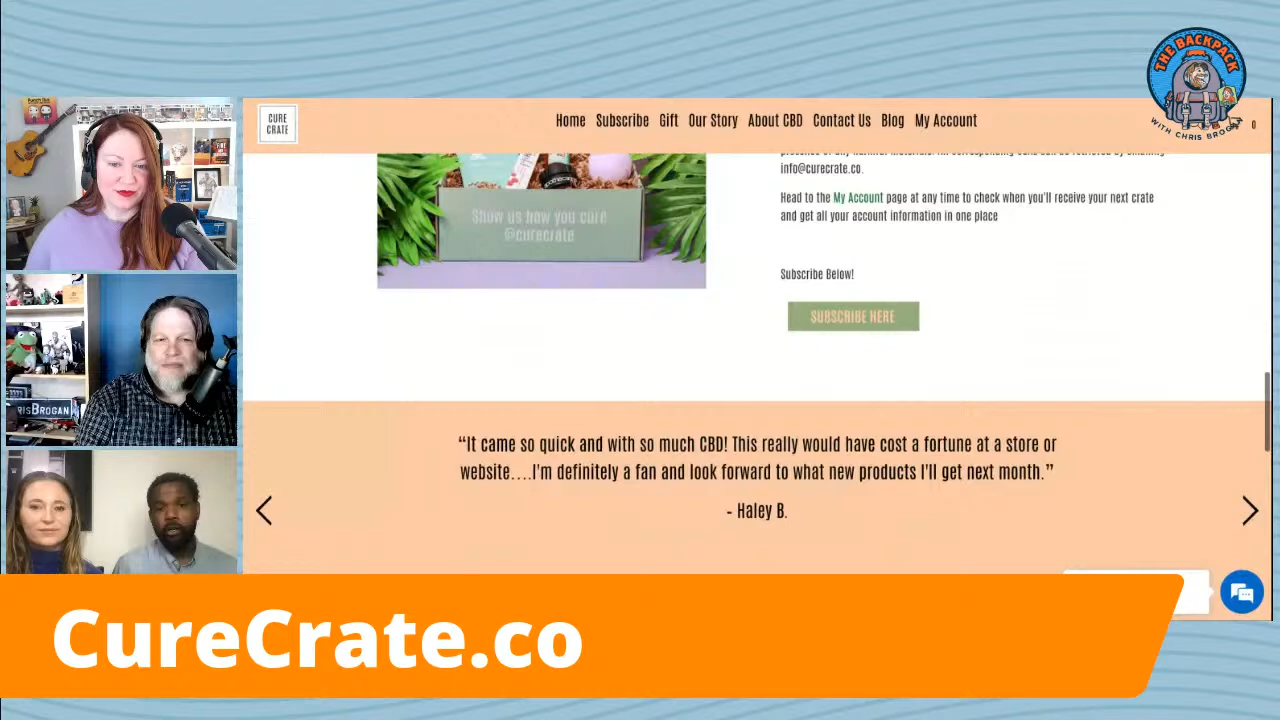 THE BACKPACK
WITH CHRIS BROGAN
CURE
CRATE
Home Subscribe Gift Our Story About CBD Contact Us Blog My Account
0
info@curecrate.co.
Head to the My Account page at any time to check when you'll receive your next crate
and get all your account information in one place
Show us how you cure
@curecrate
Subscribe Below!
SUBSCRIBE HERE
RISBROGAN
“It came so quick and with so much CBD! This really would have cost a fortune at a store or
website….I'm definitely a fan and look forward to what new products I'll get next month.”
- Haley B.
CureCrate.co